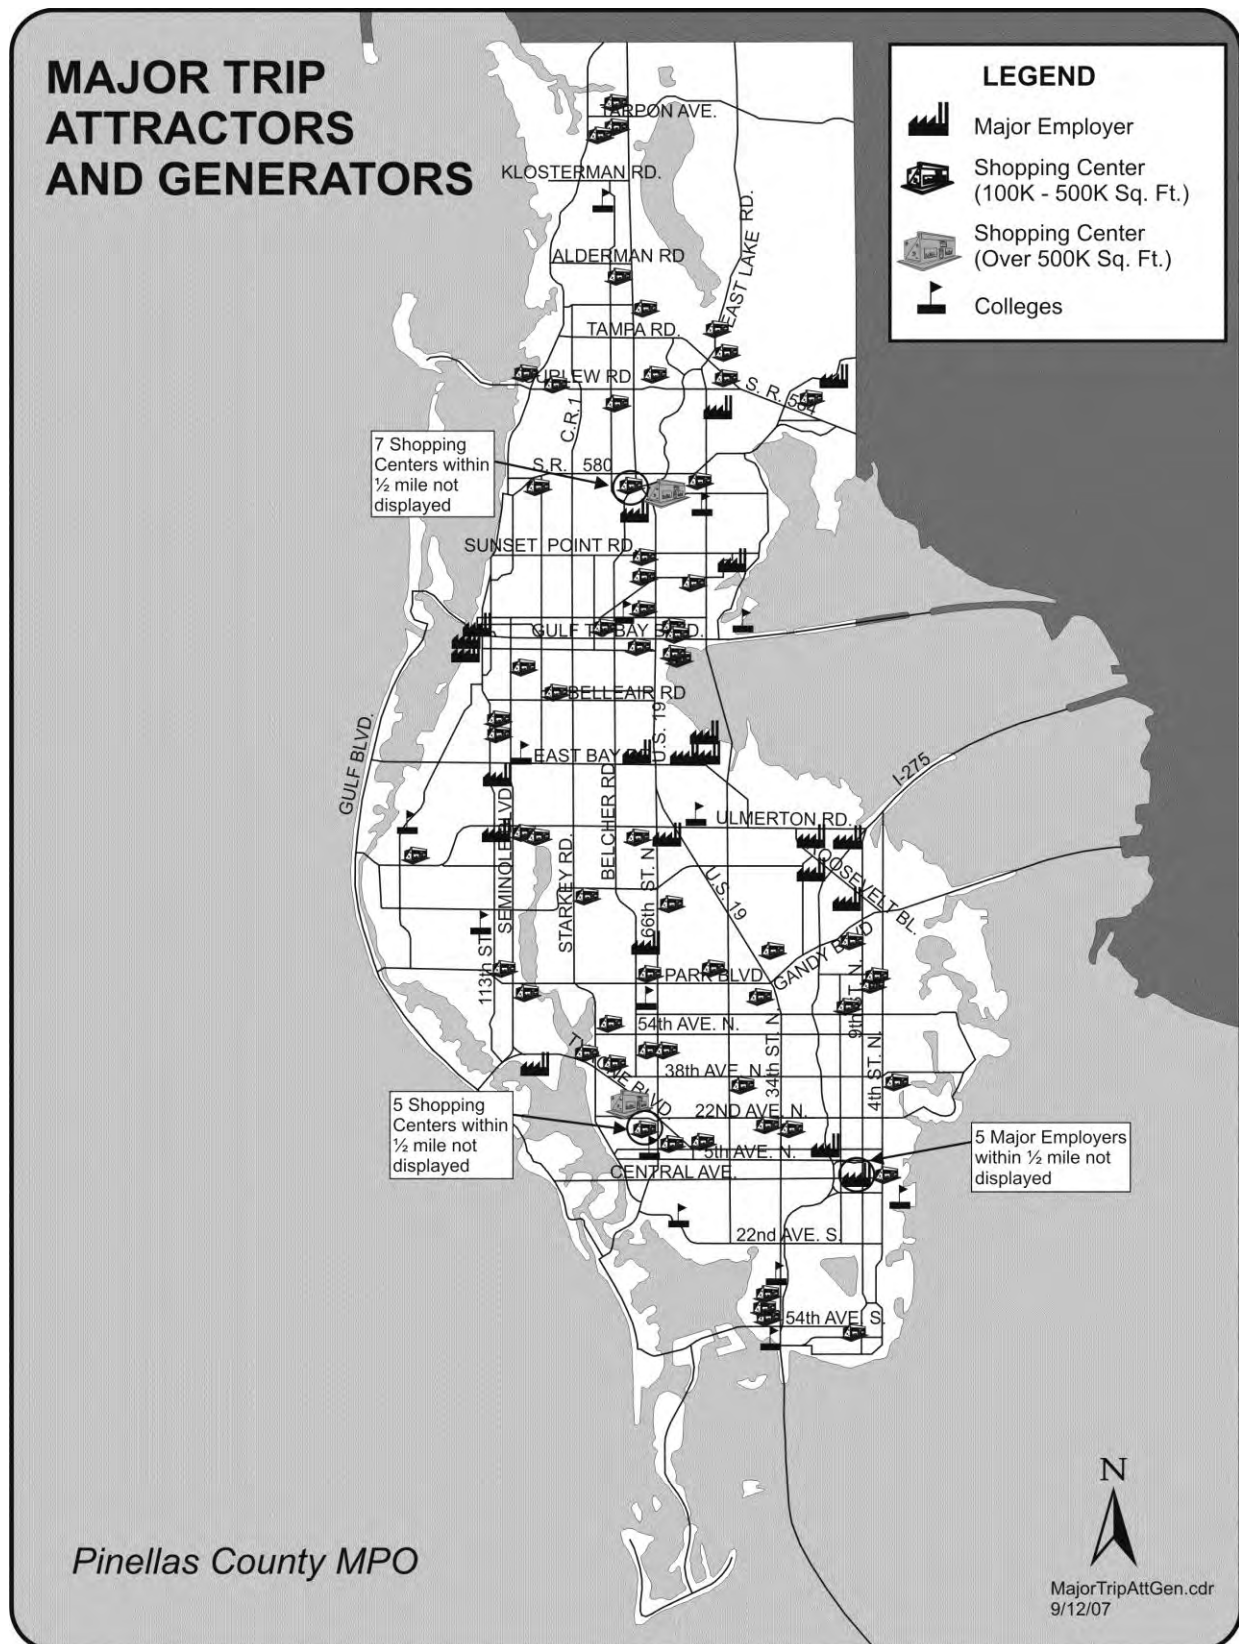 MAJOR TRIP
ATTRACTORS
AND GENERATORS
LEGEND
Major Employer
Shopping Center
(100K - 500K Sq. Ft.)
Shopping Center
(Over 500K Sq. Ft.)
Colleges
TARPON AVE.
KLOSTERMAN RD.
ALDERMAN RD
EAST LAKE RD.
TAMPA RD.
CURLEW RD
S. R. 584
C.R.1
7 Shopping
Centers within
½ mile not
displayed
S.R. 580
SUNSET POINT RD.
GULF TO BAY BLVD.
BELLEAIR RD
U.S. 19
GULF BLVD.
EAST BAY RD.
I-275
BELCHER RD
ULMERTON RD.
SEMINOLE BLVD
STARKEY RD.
66th ST. N.
U.S. 19
ROOSEVELT BL.
113th ST
GANDY BLVD
PARK BLVD.
9th ST. N.
54th AVE. N.
34th ST. N.
4th ST. N.
TYRONE BLVD.
38th AVE. N.
22ND AVE. N.
5 Shopping
Centers within
½ mile not
displayed
5th AVE. N.
5 Major Employers
within ½ mile not
displayed
CENTRAL AVE.
22nd AVE. S.
54th AVE. S.
N
Pinellas County MPO
MajorTripAttGen.cdr
9/12/07